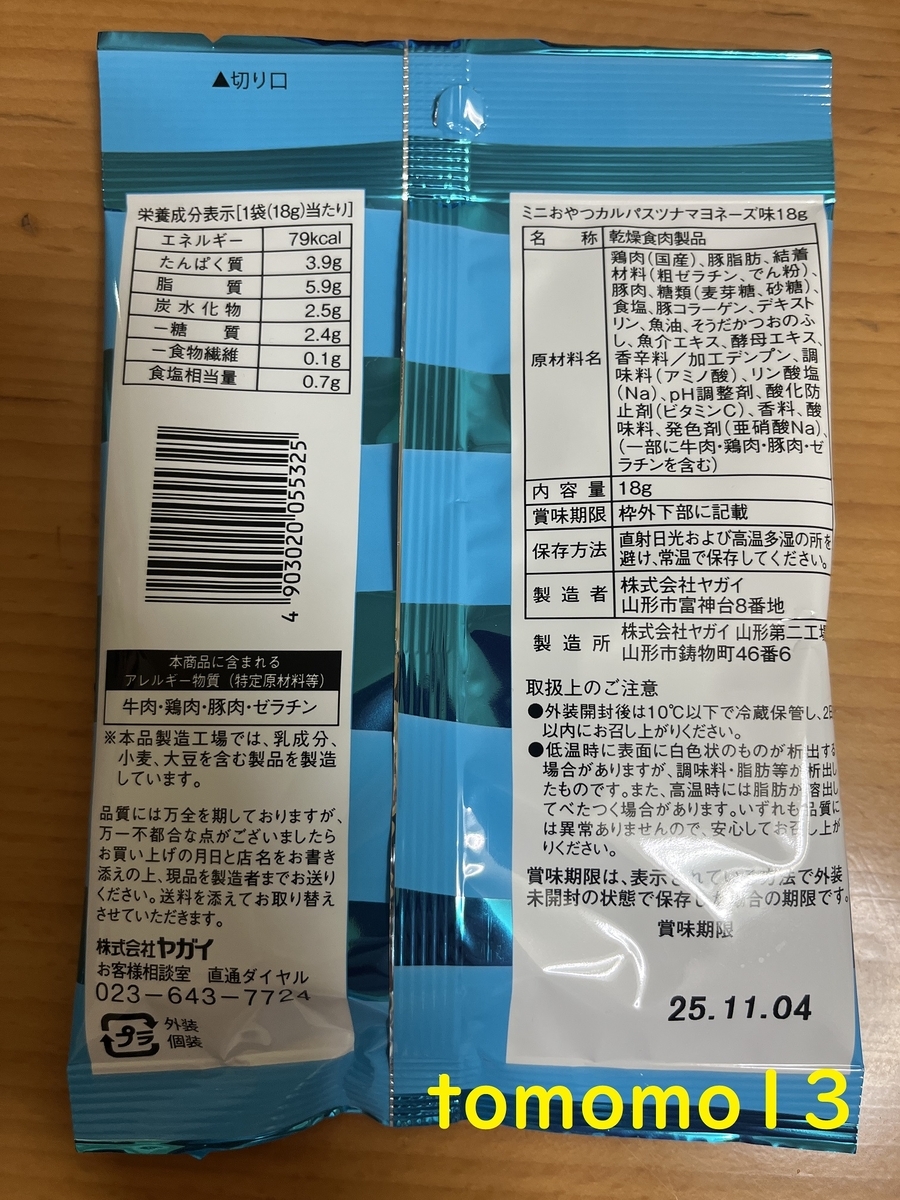 ▲切り口
栄養成分表示[1袋(18g)当たり]
エネルギー 79kcal
たんぱく質 3.9g
脂質 5.9g
炭水化物 2.5g
－糖質 2.4g
－食物繊維 0.1g
食塩相当量 0.7g
4 903020 055325
本商品に含まれる
アレルギー物質（特定原材料等）
牛肉・鶏肉・豚肉・ゼラチン
※本品製造工場では、乳成分、
小麦、大豆を含む製品を製造
しています。
品質には万全を期しておりますが、
万一不都合な点がございましたら
お買い上げの月日と店名をお書き
添えの上、現品を製造者までお送り
ください。送料を添えてお取り替え
させていただきます。
株式会社ヤガイ
お客様相談室 直通ダイヤル
023－643－7724
プラ
外装
個装
ミニおやつカルパスツナマヨネーズ味18g
名称 乾燥食肉製品
原材料名
鶏肉(国産)、豚脂肪、結着
材料(粗ゼラチン、でん粉)、
豚肉、糖類(麦芽糖、砂糖)、
食塩、豚コラーゲン、デキスト
リン、魚油、そうだかつおのふ
し、魚介エキス、酵母エキス、
香辛料／加工デンプン、調
味料(アミノ酸)、リン酸塩
(Na)、pH調整剤、酸化防
止剤(ビタミンC)、香料、酸
味料、発色剤(亜硝酸Na)、
(一部に牛肉・鶏肉・豚肉・ゼ
ラチンを含む)
内容量 18g
賞味期限 枠外下部に記載
保存方法 直射日光および高温多湿の所を
避け、常温で保存してください。
製造者 株式会社ヤガイ
山形市富神台8番地
製造所 株式会社ヤガイ 山形第二工場
山形市鋳物町46番6
取扱上のご注意
●外装開封後は10℃以下で冷蔵保管し、2日
以内にお召し上がりください。
●低温時に表面に白色状のものが析出する
場合がありますが、調味料・脂肪等が析出し
たものです。また、高温時には脂肪が溶出し
てべたつく場合があります。いずれも品質に
は異常ありませんので、安心してお召し上が
りください。
賞味期限は、表示されている方法で外装
未開封の状態で保存した場合の期限です。
賞味期限
25.11.04
tomomo13